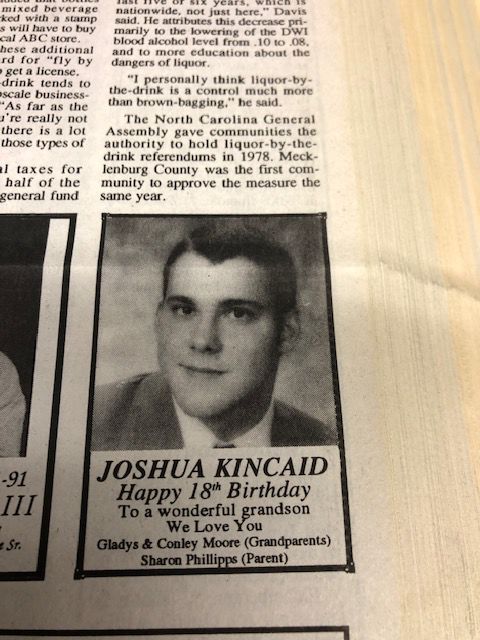 mixed beverage
rked with a stamp
s will have to buy
cal ABC store.
hese additional
rd for "fly by
get a license.
-drink tends to
pscale business-
"As far as the
u're really not
there is a lot
those types of
al taxes for
half of the
general fund
last five or six years, which is
nationwide, not just here," Davis
said. He attributes this decrease pri-
marily to the lowering of the DWI
blood alcohol level from .10 to .08,
and to more education about the
dangers of liquor.
"I personally think liquor-by-
the-drink is a control much more
than brown-bagging," he said.
The North Carolina General
Assembly gave communities the
authority to hold liquor-by-the-
drink referendums in 1978. Meck-
lenburg County was the first com-
munity to approve the measure the
same year.
-91
III
e Sr.
JOSHUA KINCAID
Happy 18th Birthday
To a wonderful grandson
We Love You
Gladys & Conley Moore (Grandparents)
Sharon Phillipps (Parent)